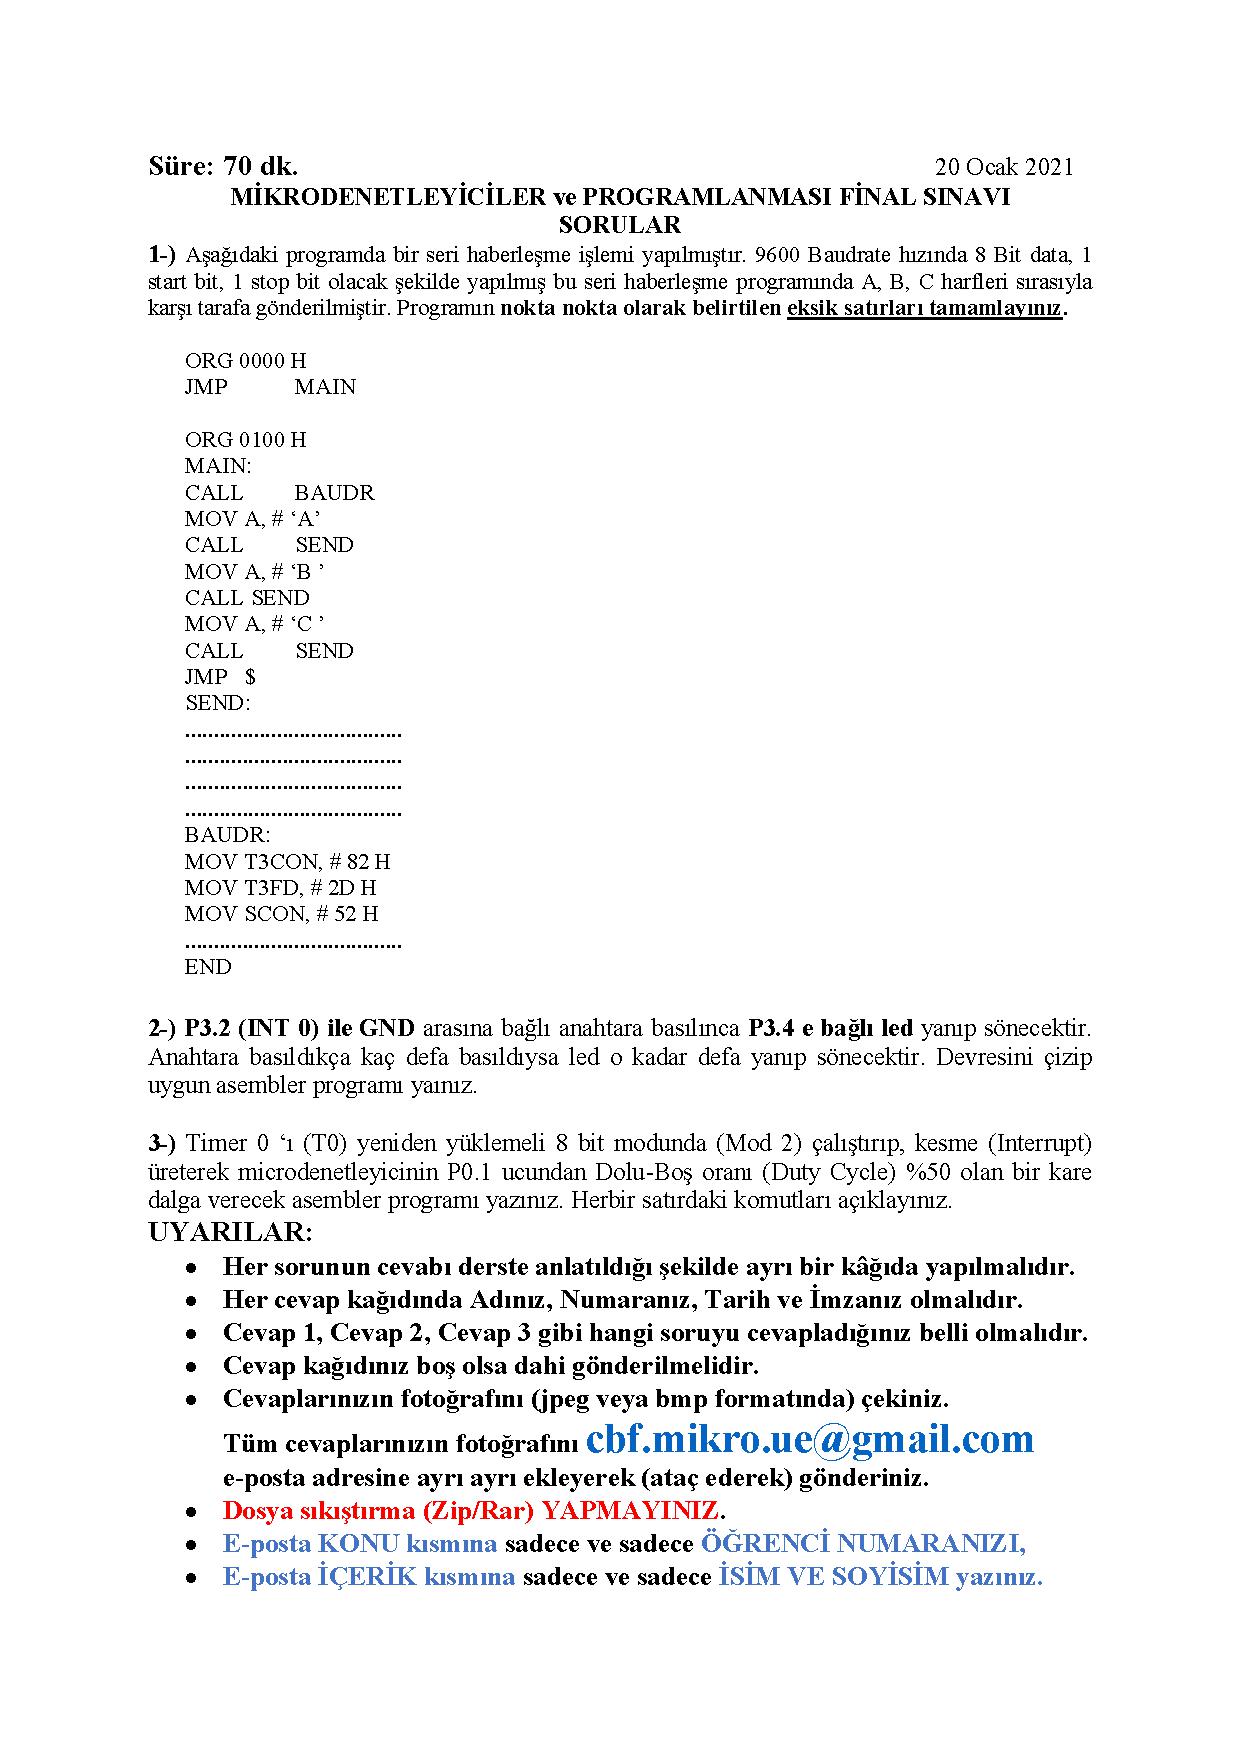 Süre: 70 dk. 20 Ocak 2021
MİKRODENETLEYİCİLER ve PROGRAMLANMASI FİNAL SINAVI
SORULAR
1-) Aşağıdaki programda bir seri haberleşme işlemi yapılmıştır. 9600 Baudrate hızında 8 Bit data, 1
start bit, 1 stop bit olacak şekilde yapılmış bu seri haberleşme programında A, B, C harfleri sırasıyla
karşı tarafa gönderilmiştir. Programın nokta nokta olarak belirtilen eksik satırları tamamlayınız.
ORG 0000 H
JMP MAIN
ORG 0100 H
MAIN:
CALL BAUDR
MOV A, # ‘A’
CALL SEND
MOV A, # ‘B ’
CALL SEND
MOV A, # ‘C ’
CALL SEND
JMP $
SEND:
......................................
......................................
......................................
......................................
BAUDR:
MOV T3CON, # 82 H
MOV T3FD, # 2D H
MOV SCON, # 52 H
......................................
END
2-) P3.2 (INT 0) ile GND arasına bağlı anahtara basılınca P3.4 e bağlı led yanıp sönecektir.
Anahtara basıldıkça kaç defa basıldıysa led o kadar defa yanıp sönecektir. Devresini çizip
uygun asembler programı yaınız.
3-) Timer 0 ‘ı (T0) yeniden yüklemeli 8 bit modunda (Mod 2) çalıştırıp, kesme (Interrupt)
üreterek microdenetleyicinin P0.1 ucundan Dolu-Boş oranı (Duty Cycle) %50 olan bir kare
dalga verecek asembler programı yazınız. Herbir satırdaki komutları açıklayınız.
UYARILAR:
• Her sorunun cevabı derste anlatıldığı şekilde ayrı bir kâğıda yapılmalıdır.
• Her cevap kağıdında Adınız, Numaranız, Tarih ve İmzanız olmalıdır.
• Cevap 1, Cevap 2, Cevap 3 gibi hangi soruyu cevapladığınız belli olmalıdır.
• Cevap kağıdınız boş olsa dahi gönderilmelidir.
• Cevaplarınızın fotoğrafını (jpeg veya bmp formatında) çekiniz.
Tüm cevaplarınızın fotoğrafını cbf.mikro.ue@gmail.com
e-posta adresine ayrı ayrı ekleyerek (ataç ederek) gönderiniz.
• Dosya sıkıştırma (Zip/Rar) YAPMAYINIZ.
• E-posta KONU kısmına sadece ve sadece ÖĞRENCİ NUMARANIZI,
• E-posta İÇERİK kısmına sadece ve sadece İSİM VE SOYİSİM yazınız.